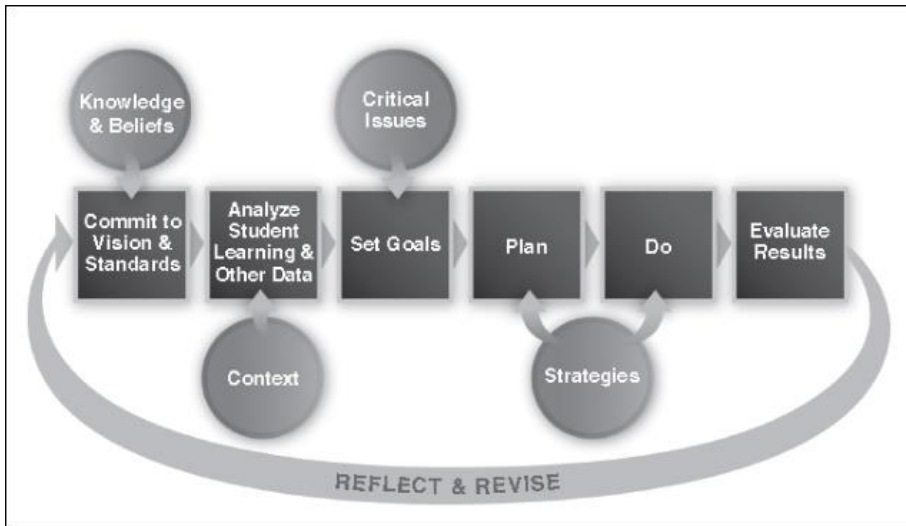 Knowledge
& Beliefs
Critical
Issues
Commit to
Vision &
Standards
Analyze
Student
Learning &
Other Data
Set Goals
Plan
Do
Evaluate
Results
Context
Strategies
REFLECT & REVISE